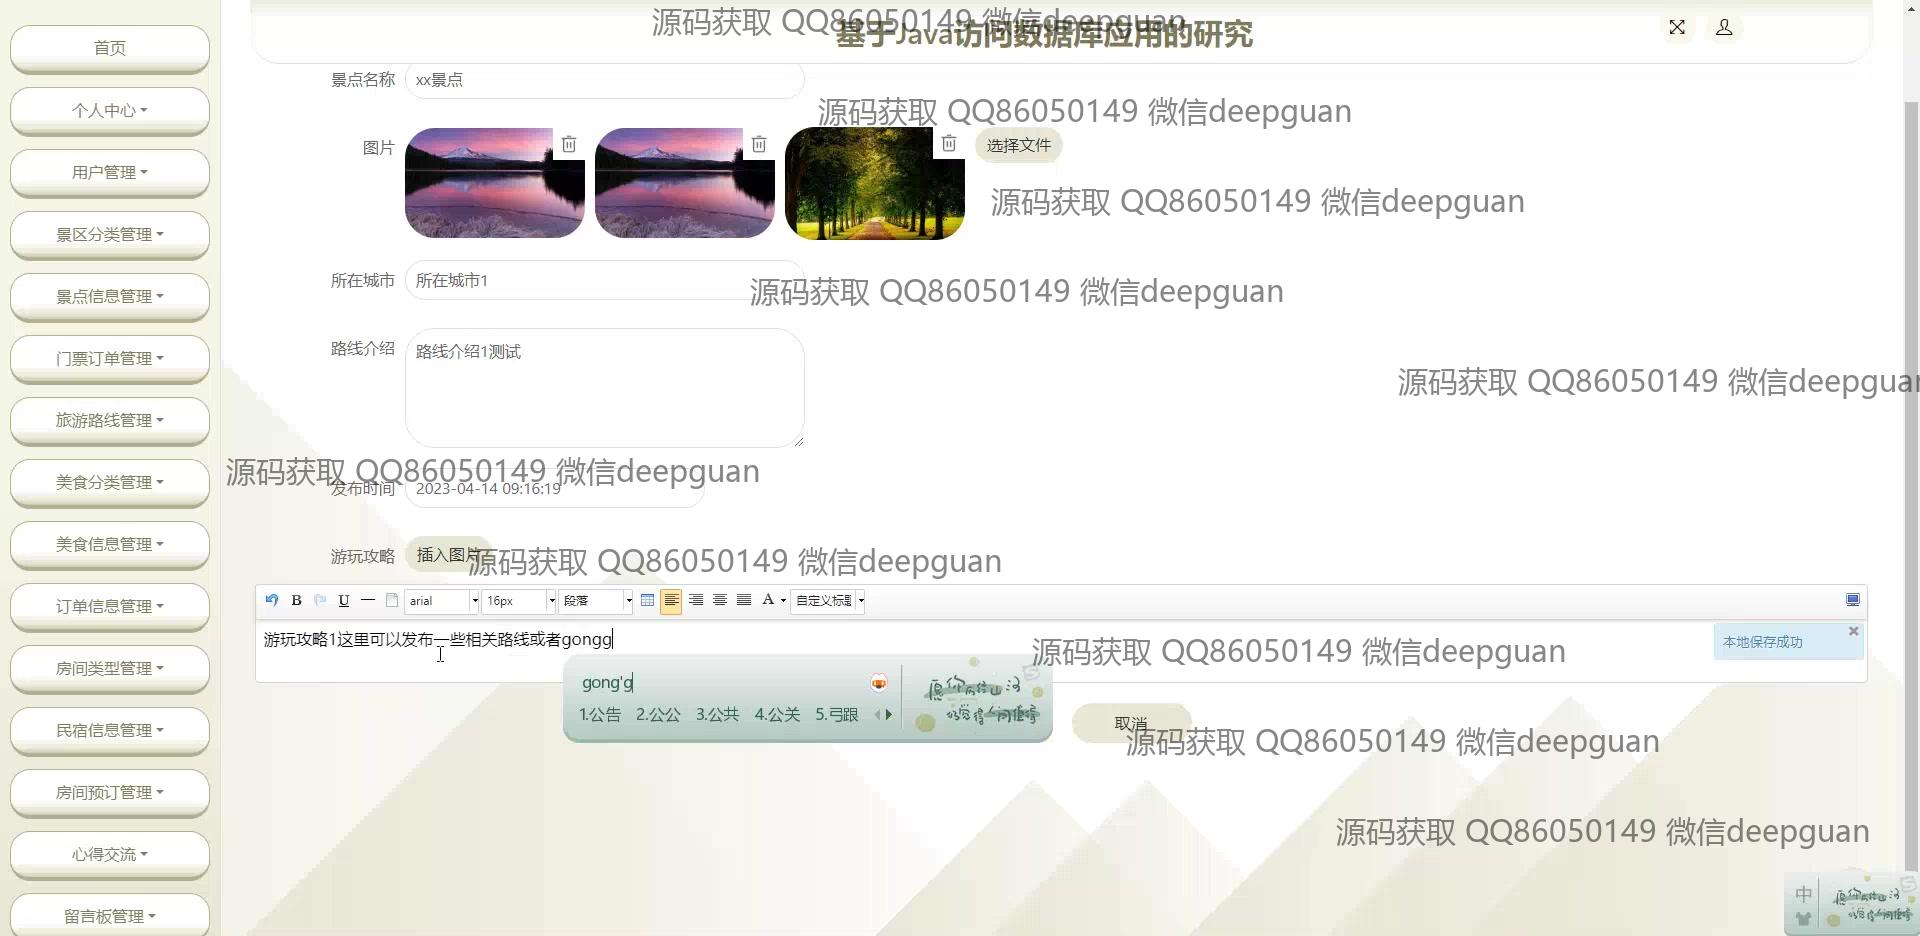 源码获取 QQ86050149 微信deepguan
基于Java访问数据库应用的研究
首页
个人中心
用户管理
景区分类管理
景点信息管理
门票订单管理
旅游路线管理
美食分类管理
美食信息管理
订单信息管理
房间类型管理
民宿信息管理
房间预订管理
心得交流
留言板管理
景点名称 xx景点
源码获取 QQ86050149 微信deepguan
图片 选择文件
源码获取 QQ86050149 微信deepguan
所在城市 所在城市1
源码获取 QQ86050149 微信deepguan
路线介绍 路线介绍1测试
源码获取 QQ86050149 微信deepguan
源码获取 QQ86050149 微信deepguan
发布时间 2023-04-14 09:16:19
游玩攻略 插入图片
源码获取 QQ86050149 微信deepguan
B U arial 16px 段落 A 自定义标题
游玩攻略1这里可以发布一些相关路线或者gongg
本地保存成功
源码获取 QQ86050149 微信deepguan
gong'g
1.公告 2.公公 3.公共 4.公关 5.弓跟
取消
源码获取 QQ86050149 微信deepguan
源码获取 QQ86050149 微信deepguan
中